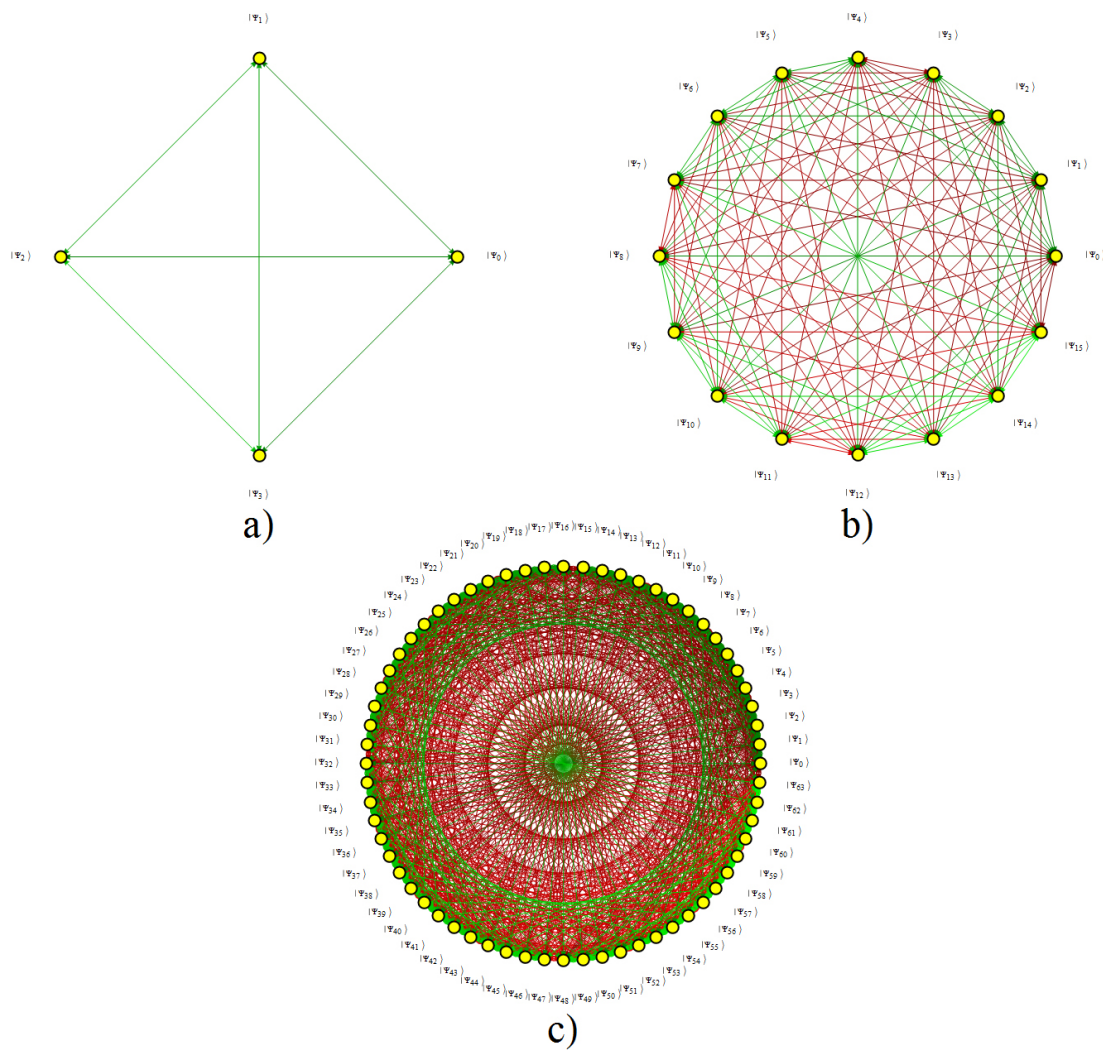 |Ψ1⟩
|Ψ2⟩
|Ψ0⟩
|Ψ3⟩
a)
|Ψ4⟩
|Ψ5⟩
|Ψ3⟩
|Ψ6⟩
|Ψ2⟩
|Ψ7⟩
|Ψ1⟩
|Ψ8⟩
|Ψ0⟩
|Ψ9⟩
|Ψ15⟩
|Ψ10⟩
|Ψ14⟩
|Ψ11⟩
|Ψ13⟩
|Ψ12⟩
b)
|Ψ16⟩
|Ψ17⟩
|Ψ15⟩
|Ψ18⟩
|Ψ14⟩
|Ψ19⟩
|Ψ13⟩
|Ψ20⟩
|Ψ12⟩
|Ψ21⟩
|Ψ11⟩
|Ψ22⟩
|Ψ10⟩
|Ψ23⟩
|Ψ9⟩
|Ψ24⟩
|Ψ8⟩
|Ψ25⟩
|Ψ7⟩
|Ψ26⟩
|Ψ6⟩
|Ψ27⟩
|Ψ5⟩
|Ψ28⟩
|Ψ4⟩
|Ψ29⟩
|Ψ3⟩
|Ψ30⟩
|Ψ2⟩
|Ψ31⟩
|Ψ1⟩
|Ψ32⟩
|Ψ0⟩
|Ψ33⟩
|Ψ63⟩
|Ψ34⟩
|Ψ62⟩
|Ψ35⟩
|Ψ61⟩
|Ψ36⟩
|Ψ60⟩
|Ψ37⟩
|Ψ59⟩
|Ψ38⟩
|Ψ58⟩
|Ψ39⟩
|Ψ57⟩
|Ψ40⟩
|Ψ56⟩
|Ψ41⟩
|Ψ55⟩
|Ψ42⟩
|Ψ54⟩
|Ψ43⟩
|Ψ53⟩
|Ψ44⟩
|Ψ52⟩
|Ψ45⟩
|Ψ51⟩
|Ψ46⟩
|Ψ50⟩
|Ψ47⟩
|Ψ49⟩
|Ψ48⟩
c)